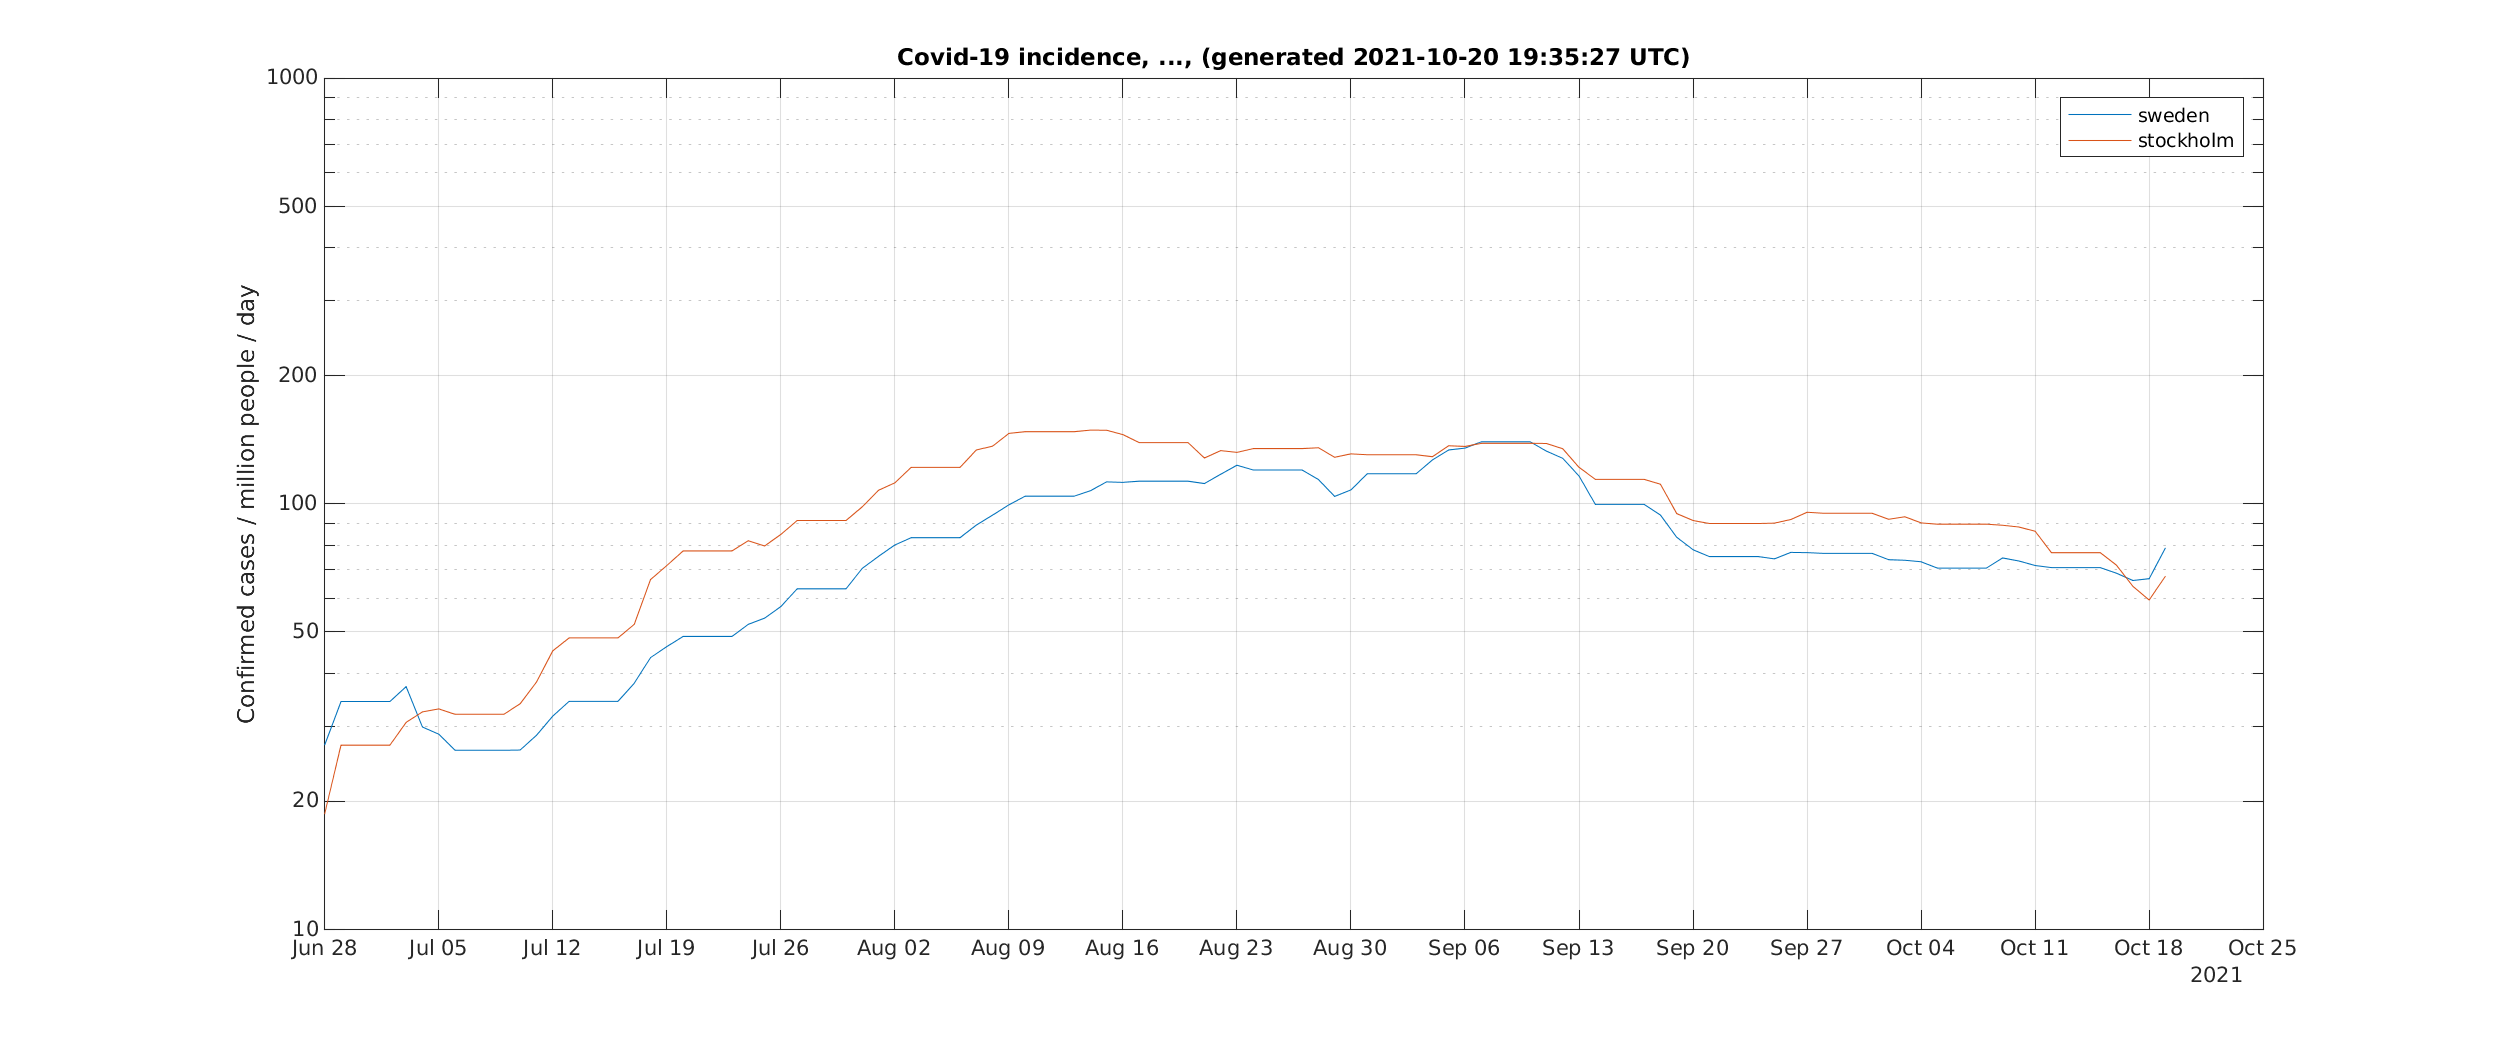 Covid-19 incidence, ..., (generated 2021-10-20 19:35:27 UTC)
sweden
stockholm
Confirmed cases / million people / day
1000
500
200
100
50
20
10
Jun 28 Jul 05 Jul 12 Jul 19 Jul 26 Aug 02 Aug 09 Aug 16 Aug 23 Aug 30 Sep 06 Sep 13 Sep 20 Sep 27 Oct 04 Oct 11 Oct 18 Oct 25
2021